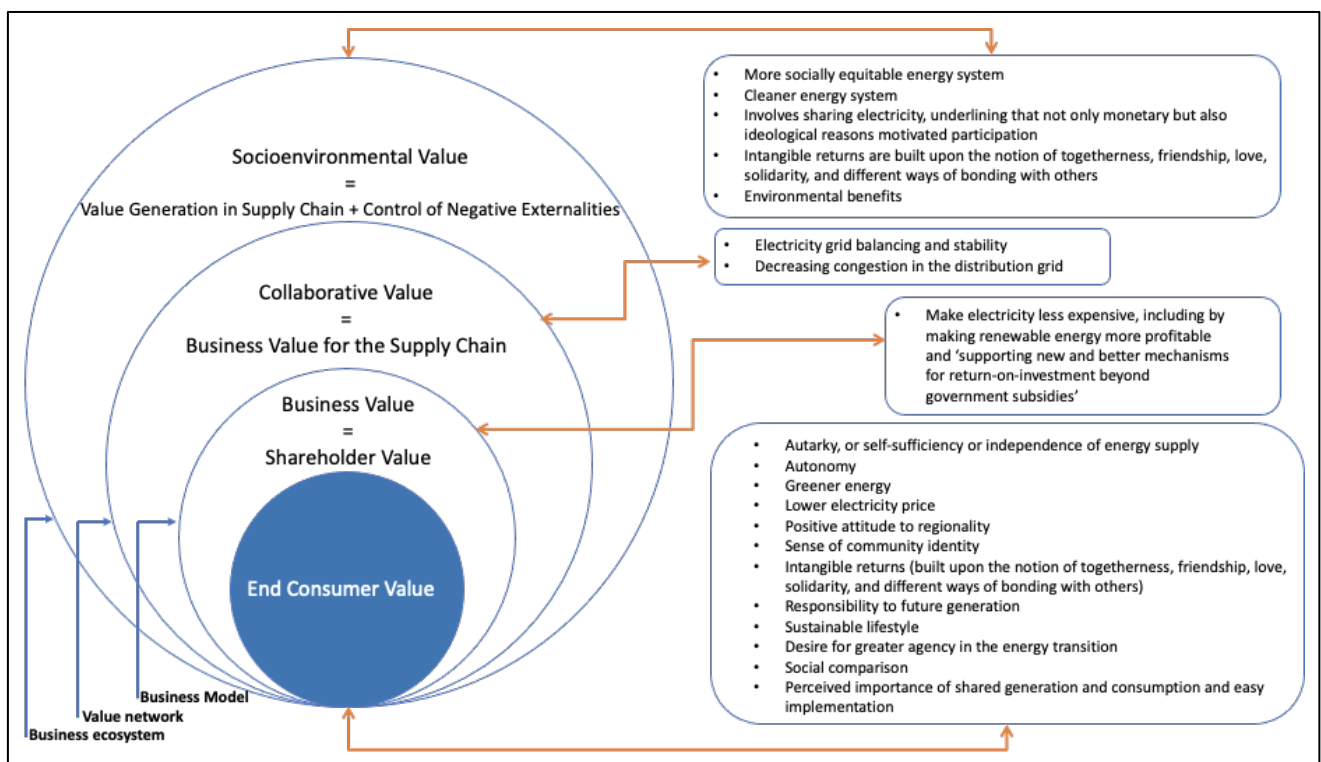 Socioenvironmental Value
=
Value Generation in Supply Chain + Control of Negative Externalities
Collaborative Value
=
Business Value for the Supply Chain
Business Value
=
Shareholder Value
End Consumer Value
Business Model
Value network
Business ecosystem
• More socially equitable energy system
• Cleaner energy system
• Involves sharing electricity, underlining that not only monetary but also
ideological reasons motivated participation
• Intangible returns are built upon the notion of togetherness, friendship, love,
solidarity, and different ways of bonding with others
• Environmental benefits
• Electricity grid balancing and stability
• Decreasing congestion in the distribution grid
• Make electricity less expensive, including by
making renewable energy more profitable
and ‘supporting new and better mechanisms
for return-on-investment beyond
government subsidies’
• Autarky, or self-sufficiency or independence of energy supply
• Autonomy
• Greener energy
• Lower electricity price
• Positive attitude to regionality
• Sense of community identity
• Intangible returns (built upon the notion of togetherness, friendship, love,
solidarity, and different ways of bonding with others)
• Responsibility to future generation
• Sustainable lifestyle
• Desire for greater agency in the energy transition
• Social comparison
• Perceived importance of shared generation and consumption and easy
implementation